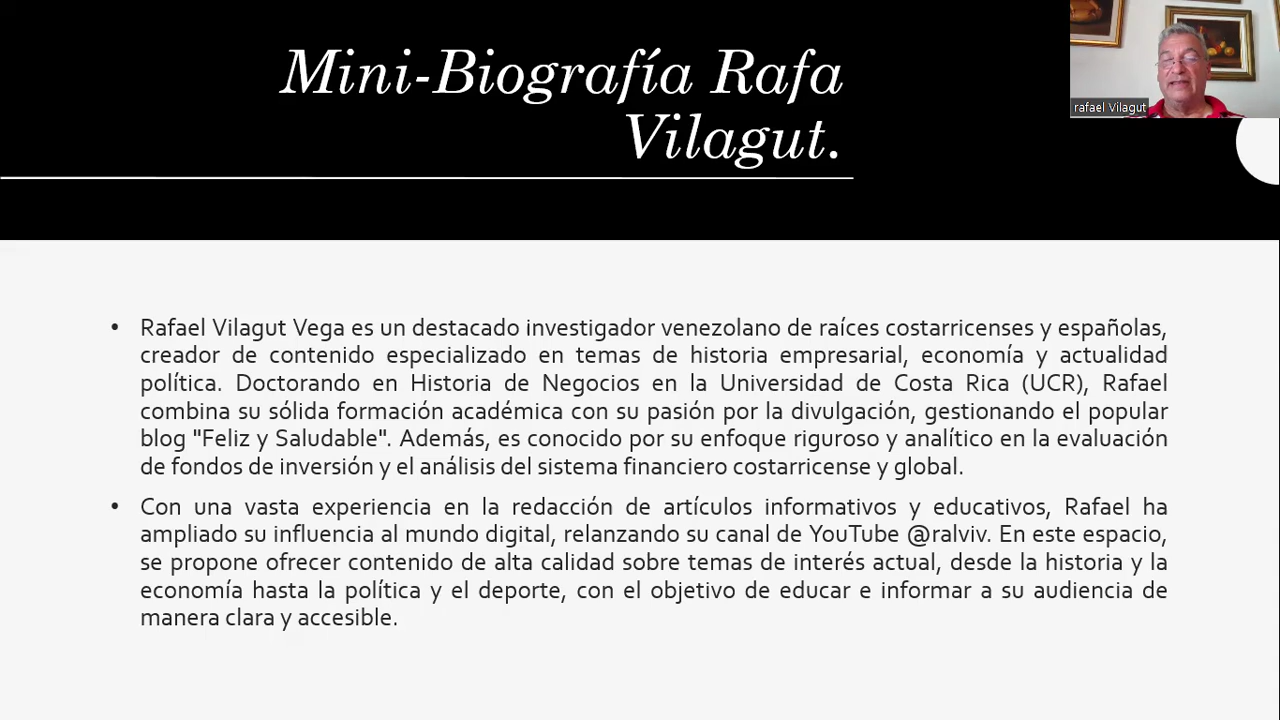 Mini-Biografía Rafa
Vilagut.
rafael Vilagut
• Rafael Vilagut Vega es un destacado investigador venezolano de raíces costarricenses y españolas,
creador de contenido especializado en temas de historia empresarial, economía y actualidad
política. Doctorando en Historia de Negocios en la Universidad de Costa Rica (UCR), Rafael
combina su sólida formación académica con su pasión por la divulgación, gestionando el popular
blog "Feliz y Saludable". Además, es conocido por su enfoque riguroso y analítico en la evaluación
de fondos de inversión y el análisis del sistema financiero costarricense y global.
• Con una vasta experiencia en la redacción de artículos informativos y educativos, Rafael ha
ampliado su influencia al mundo digital, relanzando su canal de YouTube @ralviv. En este espacio,
se propone ofrecer contenido de alta calidad sobre temas de interés actual, desde la historia y la
economía hasta la política y el deporte, con el objetivo de educar e informar a su audiencia de
manera clara y accesible.